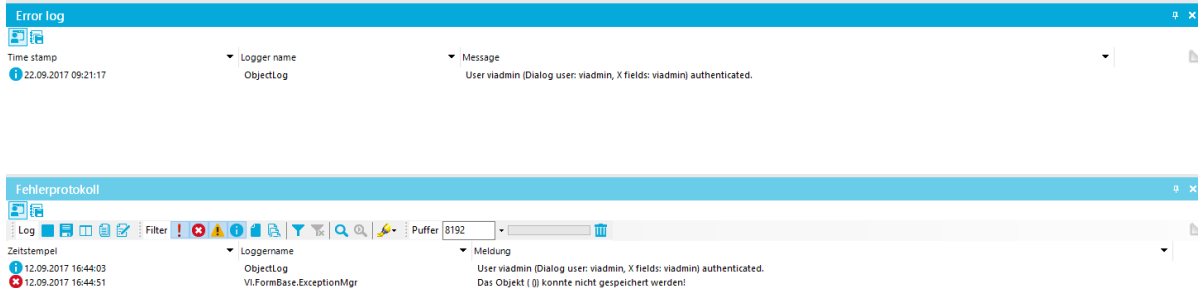 Error log
Time stamp Logger name Message
22.09.2017 09:21:17 ObjectLog User viadmin (Dialog user: viadmin, X fields: viadmin) authenticated.
Fehlerprotokoll
Log Filter Puffer 8192
Zeitstempel Loggername Meldung
12.09.2017 16:44:03 ObjectLog User viadmin (Dialog user: viadmin, X fields: viadmin) authenticated.
12.09.2017 16:44:51 VI.FormBase.ExceptionMgr Das Objekt ( ()) konnte nicht gespeichert werden!